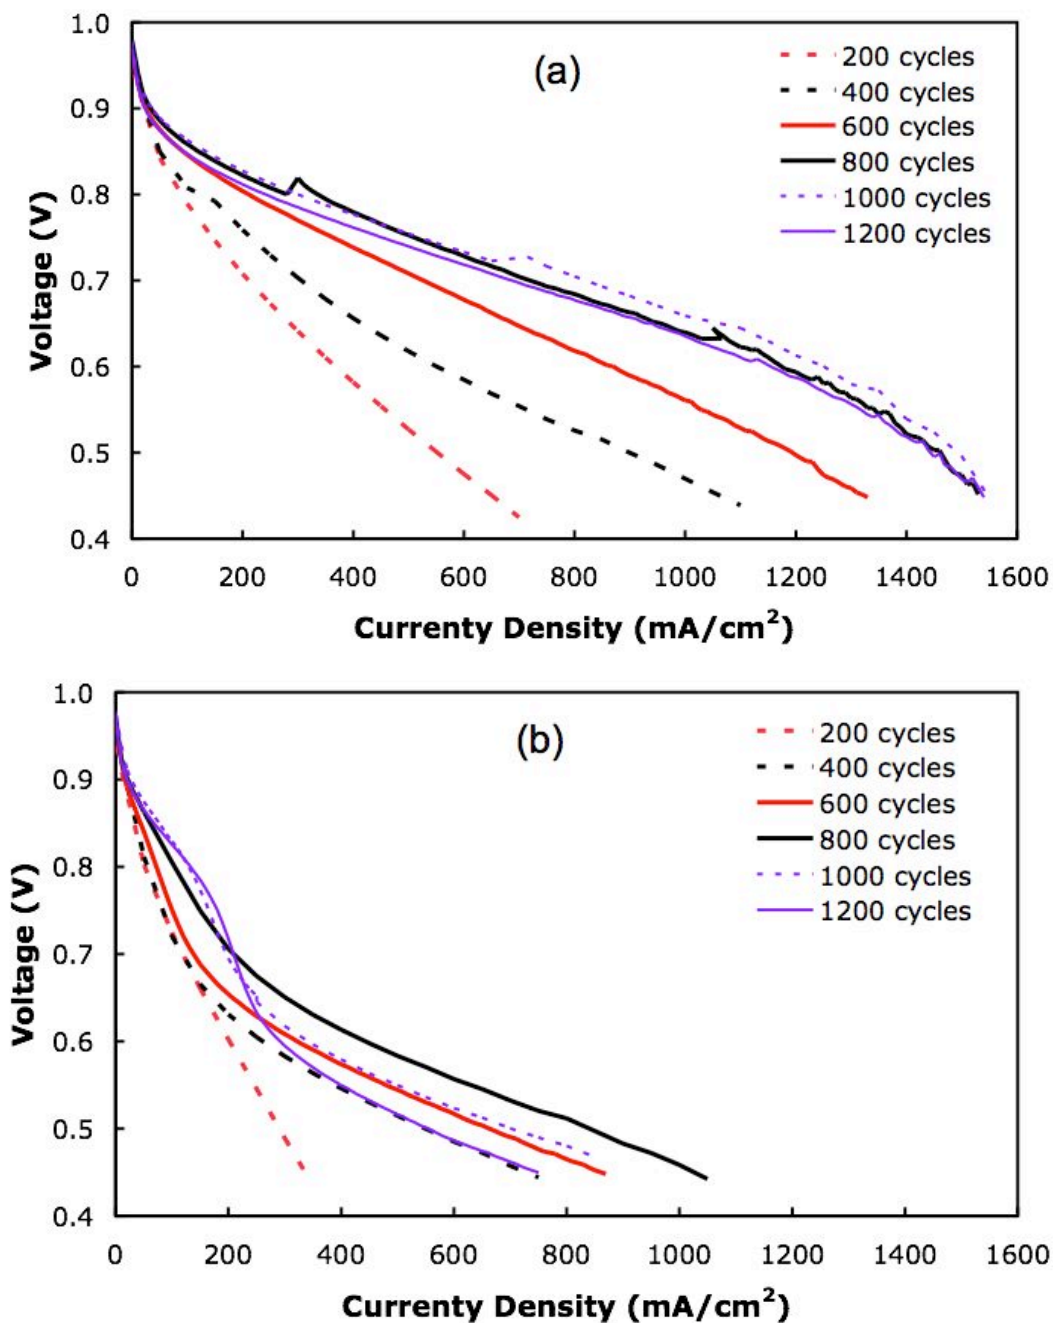 (a)
1.0
0.9
0.8
0.7
0.6
0.5
0.4
Voltage (V)
200 cycles
400 cycles
600 cycles
800 cycles
1000 cycles
1200 cycles
0 200 400 600 800 1000 1200 1400 1600
Currenty Density (mA/cm²)
(b)
1.0
0.9
0.8
0.7
0.6
0.5
0.4
Voltage (V)
200 cycles
400 cycles
600 cycles
800 cycles
1000 cycles
1200 cycles
0 200 400 600 800 1000 1200 1400 1600
Currenty Density (mA/cm²)